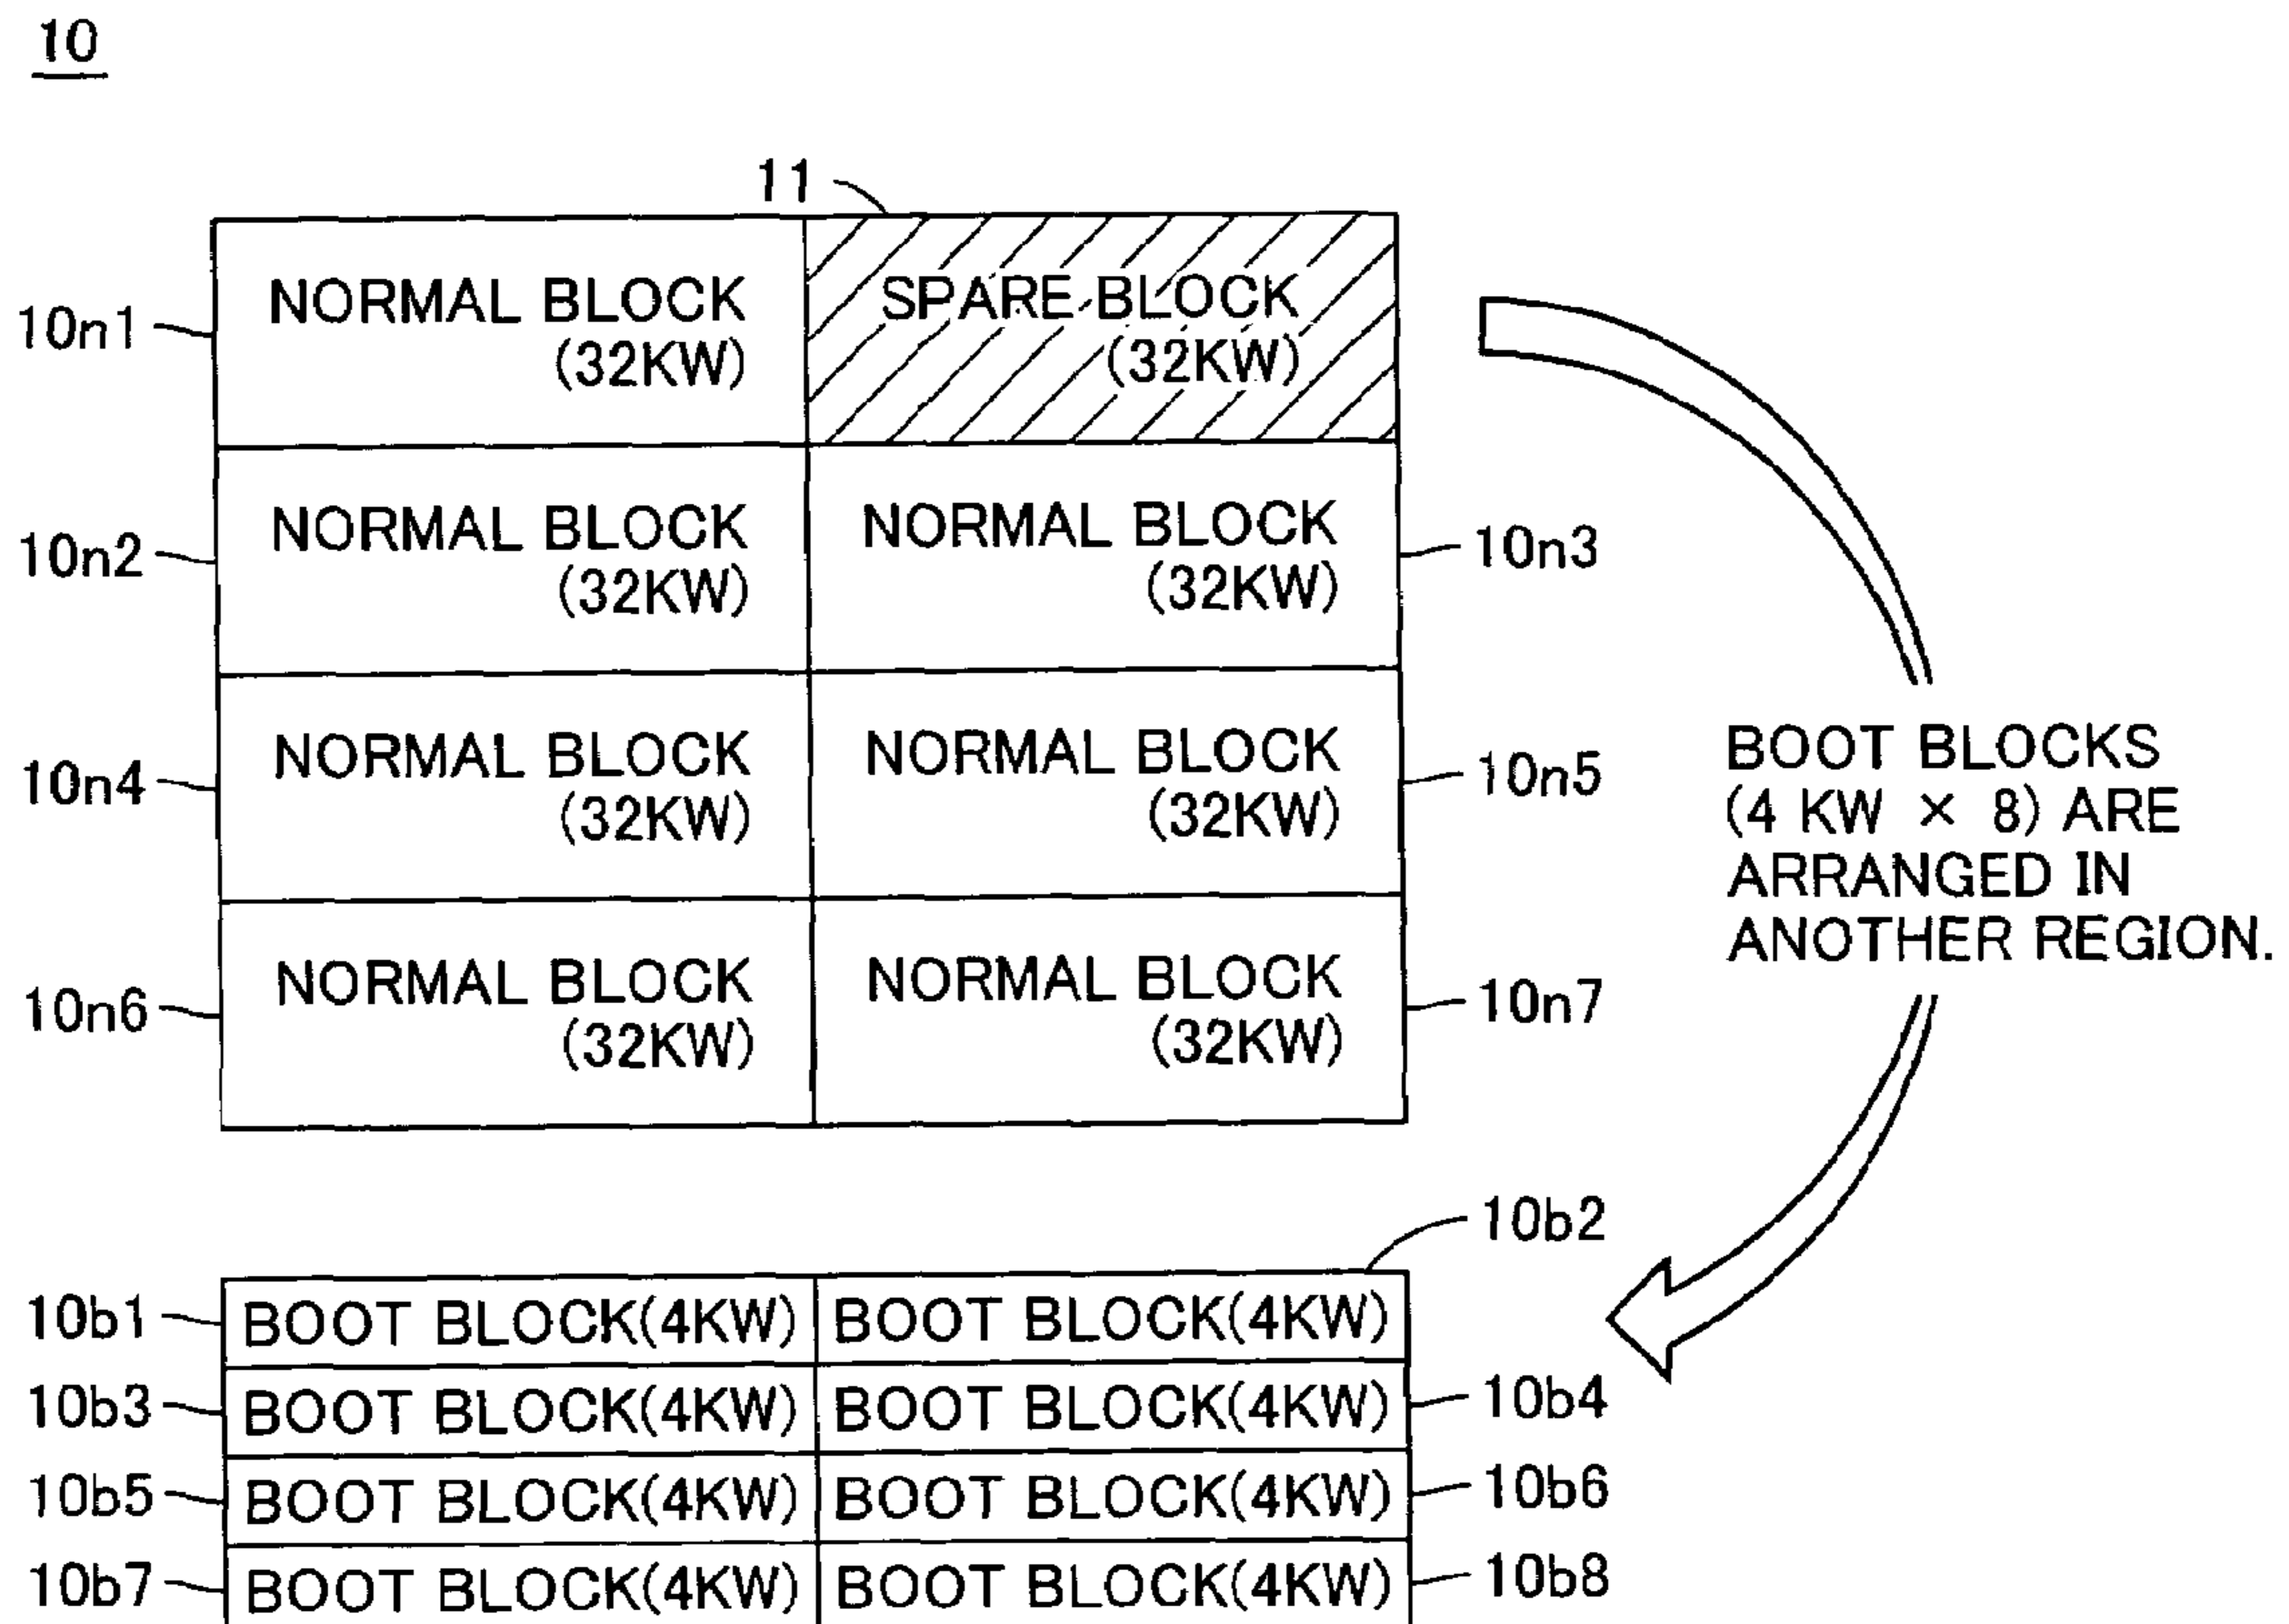 10
11
10n1
NORMAL BLOCK
(32KW)
SPARE BLOCK
(32KW)
10n2
NORMAL BLOCK
(32KW)
NORMAL BLOCK
(32KW)
10n3
10n4
NORMAL BLOCK
(32KW)
NORMAL BLOCK
(32KW)
10n5
10n6
NORMAL BLOCK
(32KW)
NORMAL BLOCK
(32KW)
10n7
BOOT BLOCKS
(4 KW × 8) ARE
ARRANGED IN
ANOTHER REGION.
10b2
10b1
BOOT BLOCK(4KW)
BOOT BLOCK(4KW)
10b3
BOOT BLOCK(4KW)
BOOT BLOCK(4KW)
10b4
10b5
BOOT BLOCK(4KW)
BOOT BLOCK(4KW)
10b6
10b7
BOOT BLOCK(4KW)
BOOT BLOCK(4KW)
10b8